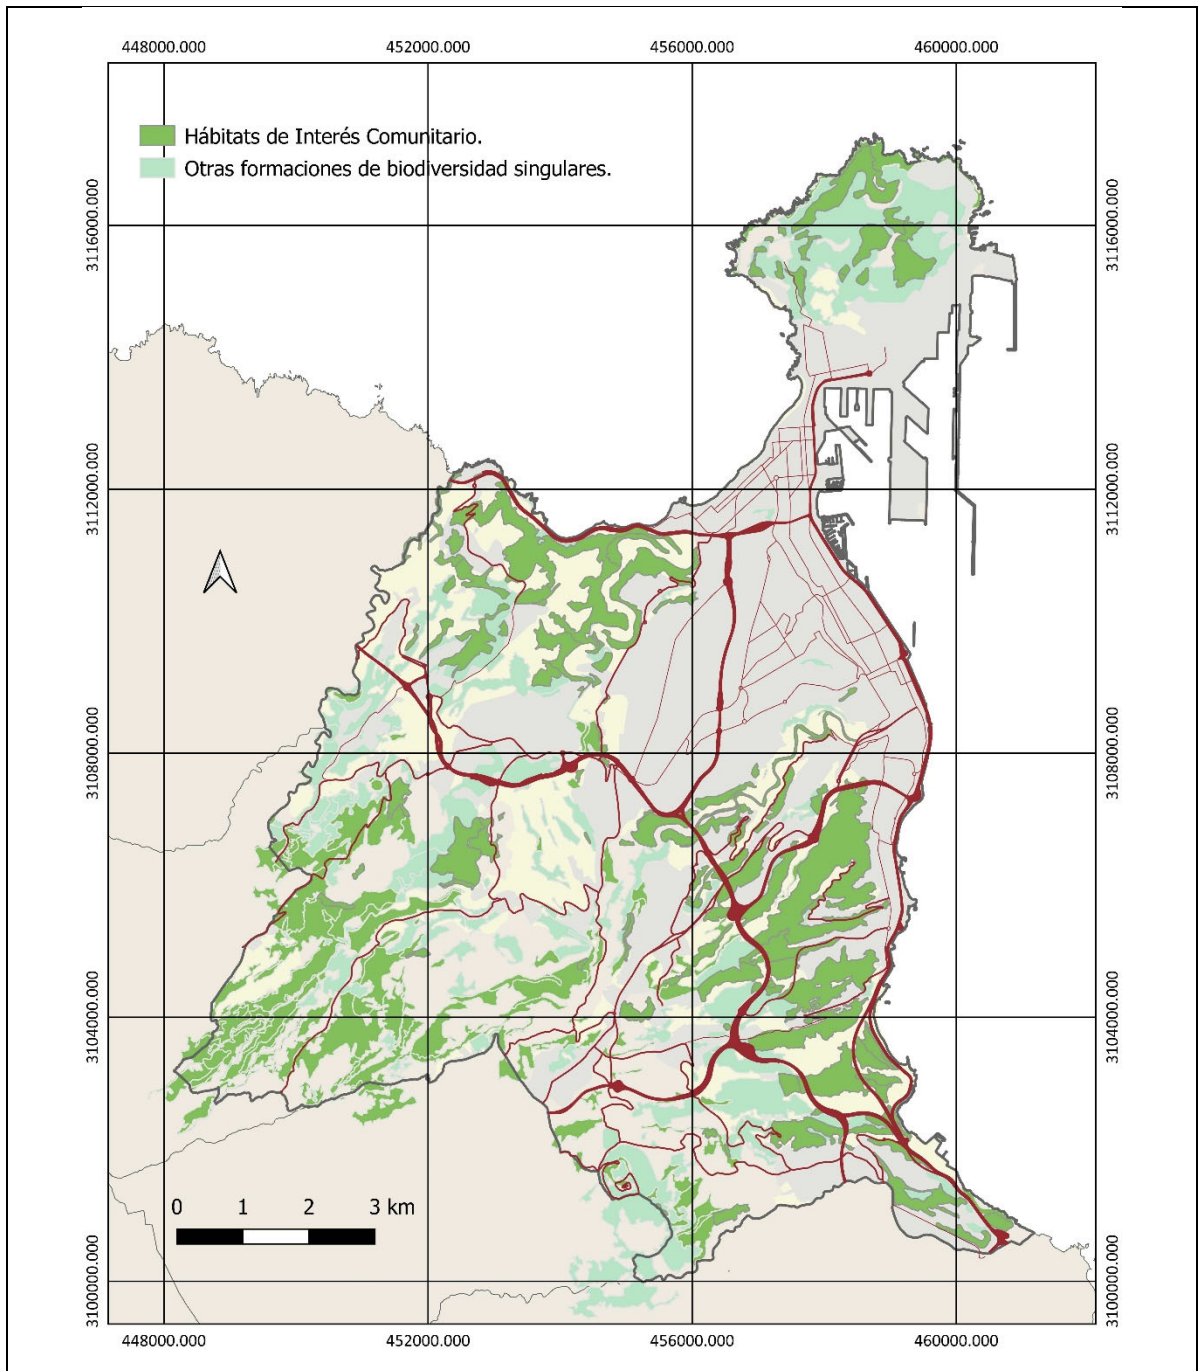 448000.000 452000.000 456000.000 460000.000
Hábitats de Interés Comunitario.
Otras formaciones de biodiversidad singulares.
3116000.000 3116000.000
3112000.000 3112000.000
3108000.000 3108000.000
3104000.000 3104000.000
0 1 2 3 km
3100000.000 3100000.000
448000.000 452000.000 456000.000 460000.000